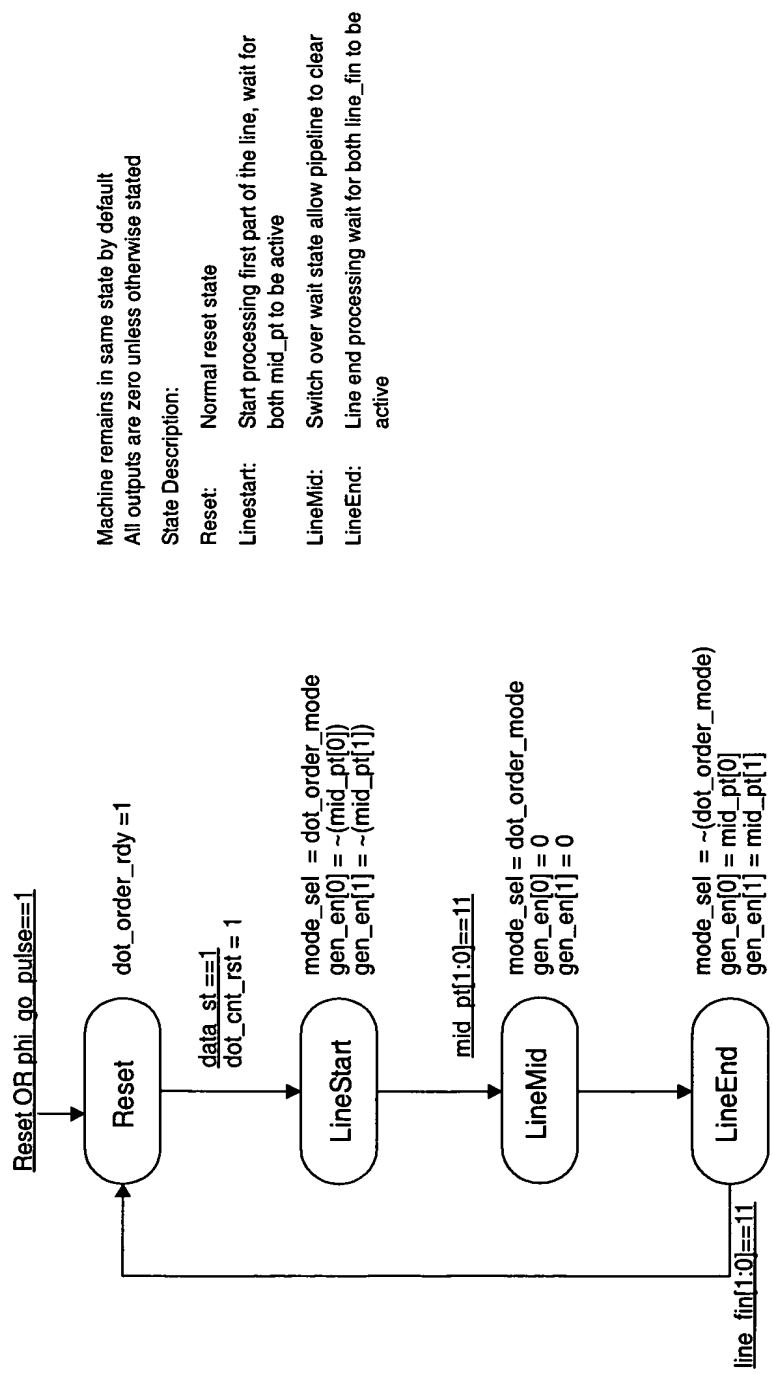 Reset OR phi_go_pulse==1
Reset
dot_order_rdy =1
data_st ==1
dot_cnt_rst = 1
LineStart
mode_sel = dot_order_mode
gen_en[0] = ~(mid_pt[0])
gen_en[1] = ~(mid_pt[1])
mid_pt[1:0]==11
LineMid
mode_sel = dot_order_mode
gen_en[0] = 0
gen_en[1] = 0
LineEnd
mode_sel = ~(dot_order_mode)
gen_en[0] = mid_pt[0]
gen_en[1] = mid_pt[1]
line_fin[1:0]==11
Machine remains in same state by default
All outputs are zero unless otherwise stated
State Description:
Reset: Normal reset state
Linestart: Start processing first part of the line, wait for
both mid_pt to be active
LineMid: Switch over wait state allow pipeline to clear
LineEnd: Line end processing wait for both line_fin to be
active